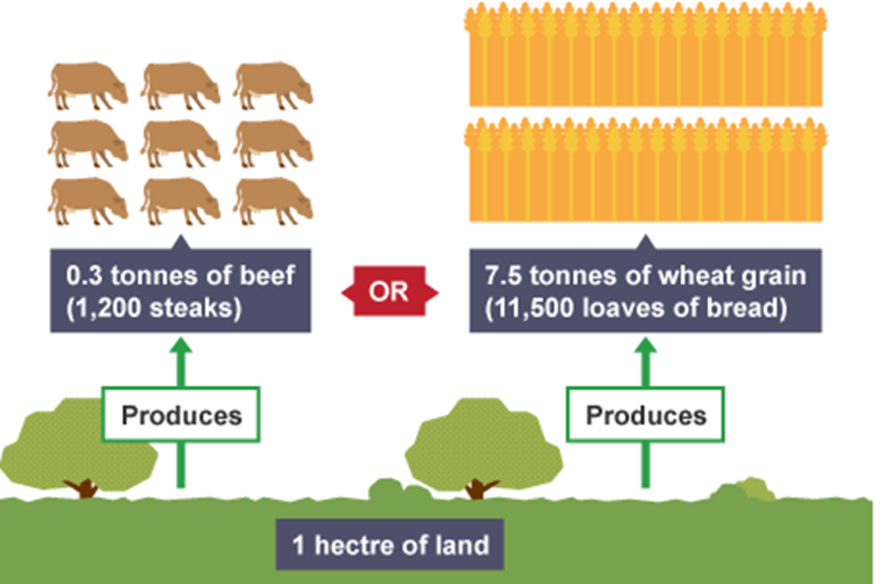 0.3 tonnes of beef
(1,200 steaks)
OR
7.5 tonnes of wheat grain
(11,500 loaves of bread)
Produces
Produces
1 hectre of land